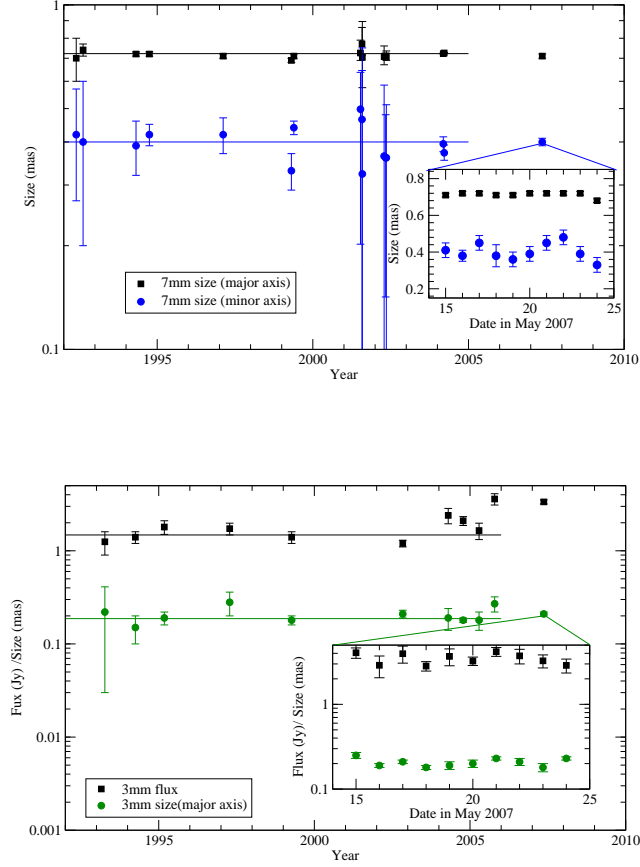 1
Size (mas)
0.1
7mm size (major axis)
7mm size (minor axis)
0.8
0.6
0.4
0.2
Size (mas)
15 20 25
Date in May 2007
1995 2000 2005 2010
Year
1
0.1
0.01
0.001
Fux (Jy) /Size (mas)
3mm flux
3mm size(major axis)
1
0.1
Flux (Jy)/ Size (mas)
15 20 25
Date in May 2007
1995 2000 2005 2010
Year